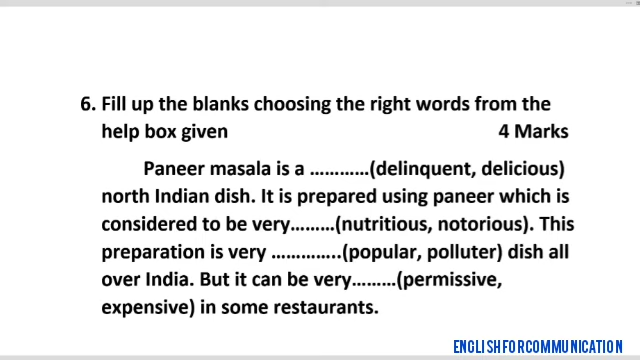 6. Fill up the blanks choosing the right words from the
help box given 4 Marks
Paneer masala is a …………(delinquent, delicious)
north Indian dish. It is prepared using paneer which is
considered to be very………(nutritious, notorious). This
preparation is very …………..(popular, polluter) dish all
over India. But it can be very………(permissive,
expensive) in some restaurants.
ENGLISH FOR COMMUNICATION